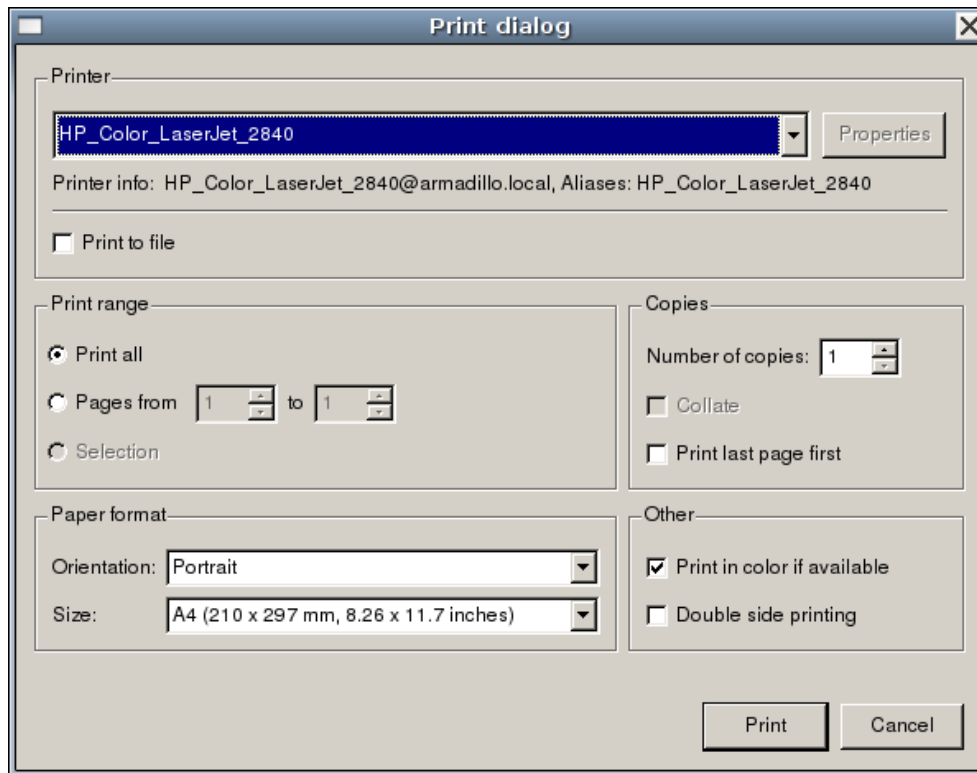 Print dialog
Printer
HP_Color_LaserJet_2840
Properties
Printer info: HP_Color_LaserJet_2840@armadillo.local, Aliases: HP_Color_LaserJet_2840
Print to file
Print range
Print all
Pages from 1 to 1
Selection
Copies
Number of copies: 1
Collate
Print last page first
Paper format
Orientation: Portrait
Size: A4 (210 x 297 mm, 8.26 x 11.7 inches)
Other
Print in color if available
Double side printing
Print
Cancel